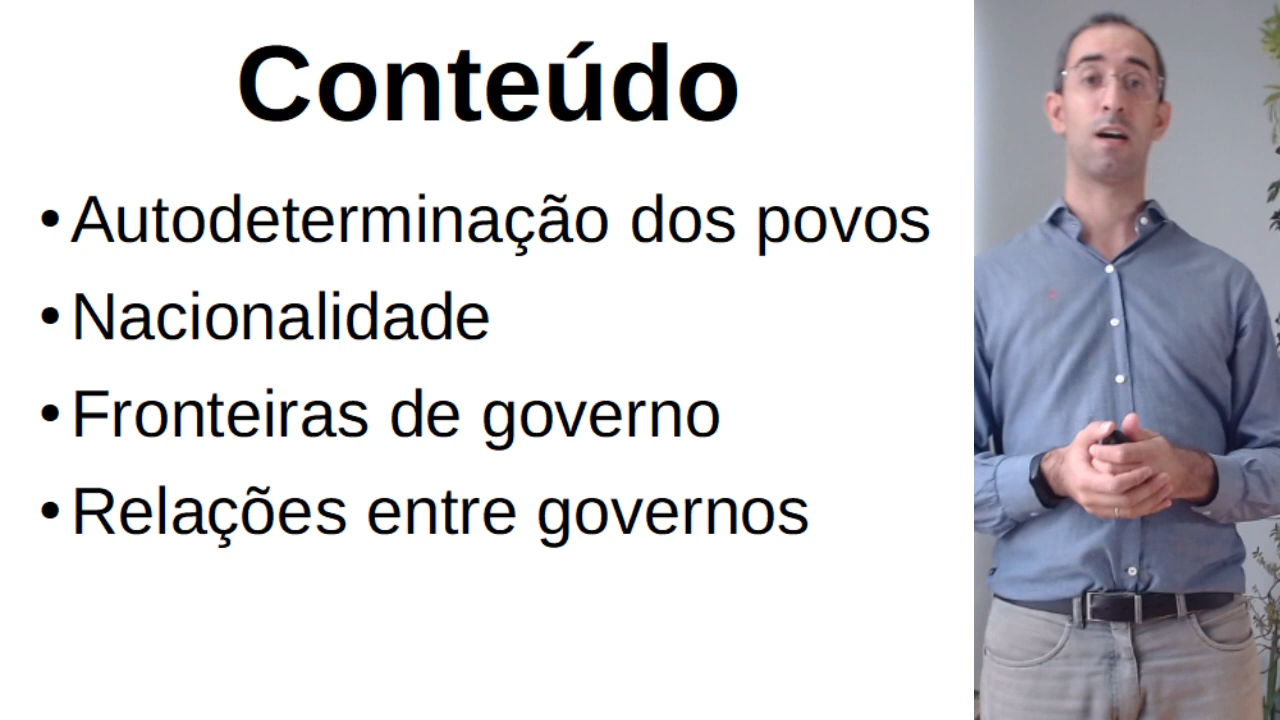 Conteúdo
• Autodeterminação dos povos
• Nacionalidade
• Fronteiras de governo
• Relações entre governos